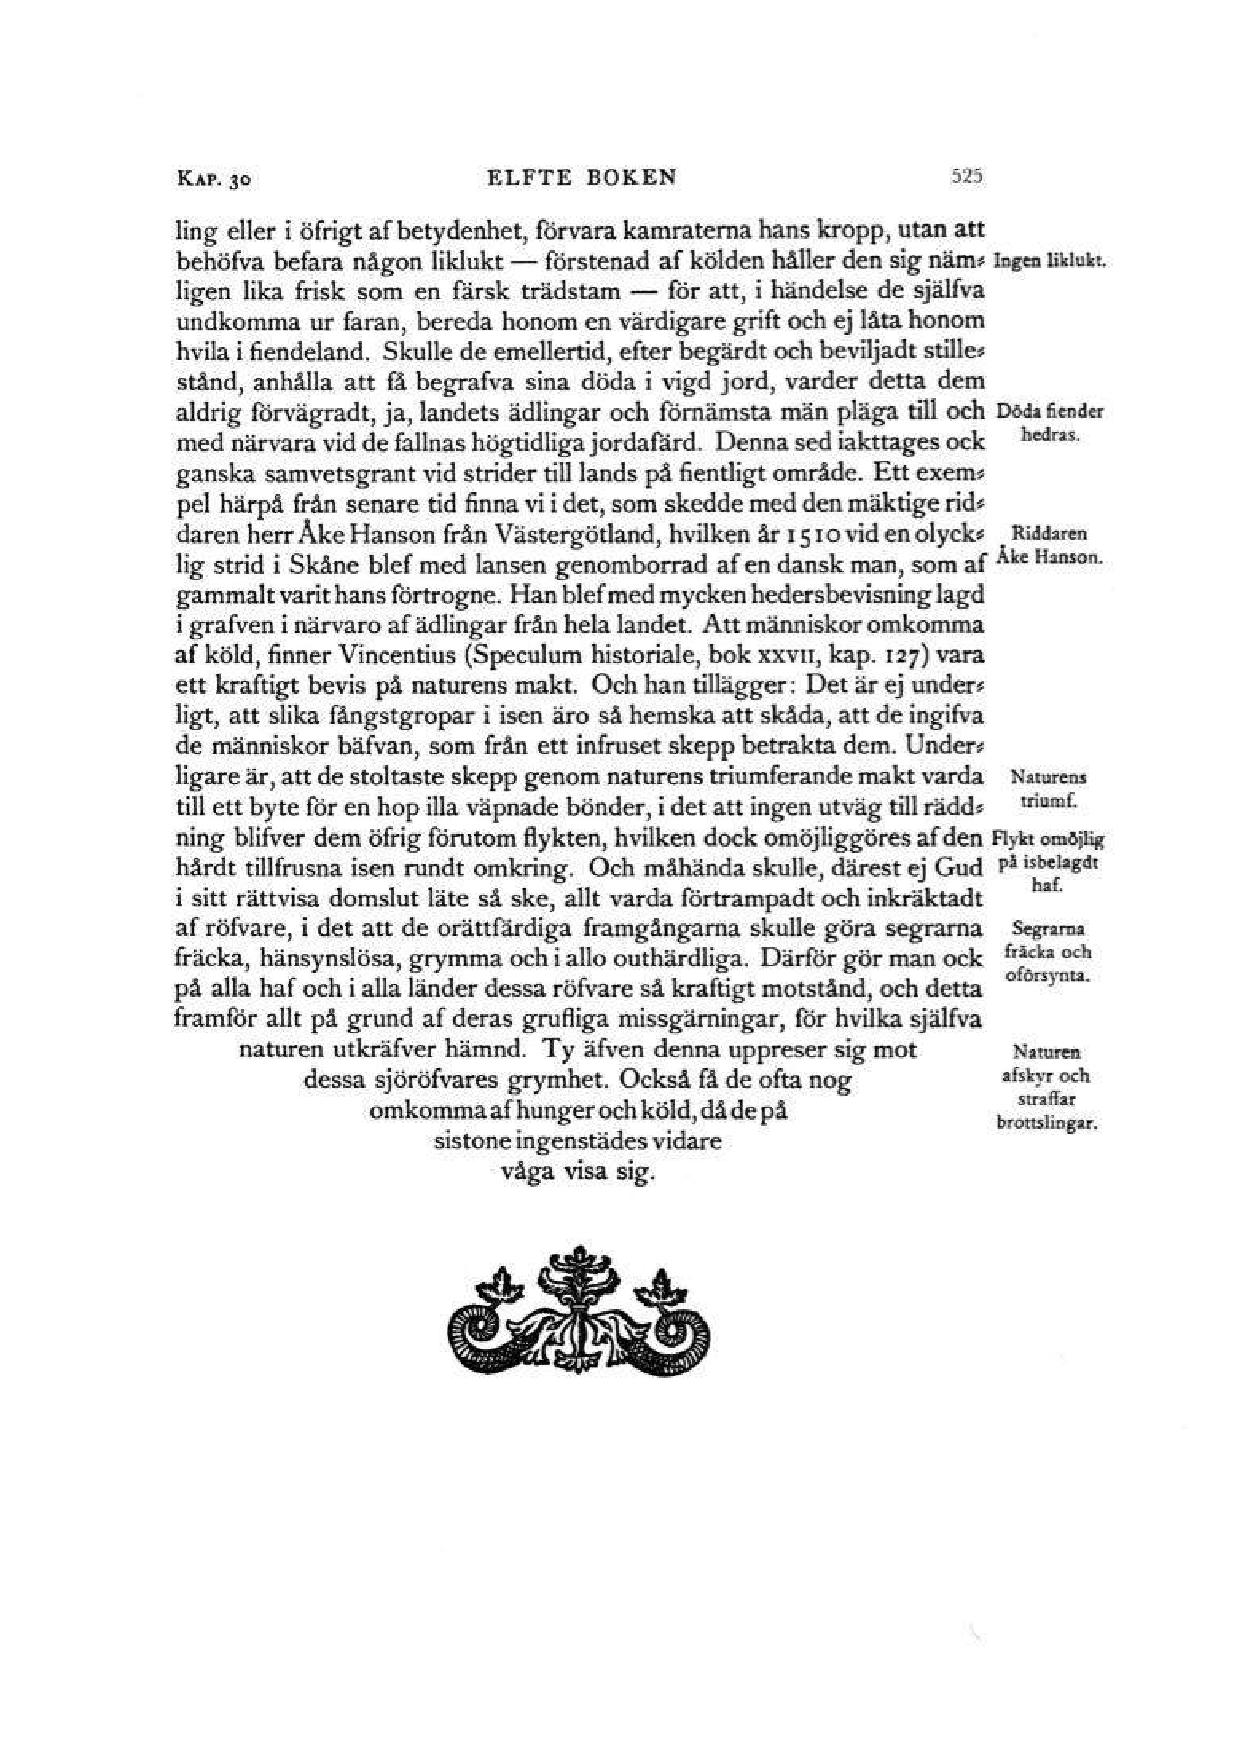 KAP. 30 ELFTE BOKEN 525
ling eller i öfrigt af betydenhet, förvara kamraterna hans kropp, utan att
behöfva befara någon liklukt — förstenad af kölden håller den sig näm-
Ingen liklukt.
ligen lika frisk som en färsk trädstam — för att, i händelse de själfva
undkomma ur faran, bereda honom en värdigare grift och ej låta honom
hvila i fiendeland. Skulle de emellertid, efter begärdt och beviljadt stille-
stånd, anhålla att få begrafva sina döda i vigd jord, varder detta dem
aldrig förvägradt, ja, landets ädlingar och förnämsta män pläga till och
Döda fiender
med närvara vid de fallnas högtidliga jordafärd. Denna sed iakttages ock
hedras.
ganska samvetsgrant vid strider till lands på fientligt område. Ett exem-
pel härpå från senare tid finna vi i det, som skedde med den mäktige rid-
daren herr Åke Hanson från Västergötland, hvilken år 1510 vid en olyck-
Riddaren
lig strid i Skåne blef med lansen genomborrad af en dansk man, som af
Åke Hanson.
gammalt varit hans förtrogne. Han blef med mycken hedersbevisning lagd
i grafven i närvaro af ädlingar från hela landet. Att människor omkomma
af köld, finner Vincentius (Speculum historiale, bok XXVII, kap. 127) vara
ett kraftigt bevis på naturens makt. Och han tillägger: Det är ej under-
ligt, att slika fångstgropar i isen äro så hemska att skåda, att de ingifva
de människor bäfvan, som från ett infruset skepp betrakta dem. Under-
ligare är, att de stoltaste skepp genom naturens triumferande makt varda
Naturens
till ett byte för en hop illa väpnade bönder, i det att ingen utväg till rädd-
triumf.
ning blifver dem öfrig förutom flykten, hvilken dock omöjliggöres af den
Flykt omöjlig
hårdt tillfrusna isen rundt omkring. Och måhända skulle, därest ej Gud
på isbelagdt
haf.
i sitt rättvisa domslut läte så ske, allt varda förtrampadt och inkräktadt
af röfvare, i det att de orättfärdiga framgångarna skulle göra segrarna
Segrarna
fräcka, hänsynslösa, grymma och i allo outhärdliga. Därför gör man ock
fräcka och
på alla haf och i alla länder dessa röfvare så kraftigt motstånd, och detta
oförsynta.
framför allt på grund af deras grufliga missgärningar, för hvilka själfva
naturen utkräfver hämnd. Ty äfven denna uppreser sig mot
Naturen
dessa sjöröfvares grymhet. Också få de ofta nog
afskyr och
omkomma af hunger och köld, då de på
straffar
brottslingar.
sistone ingenstädes vidare
våga visa sig.